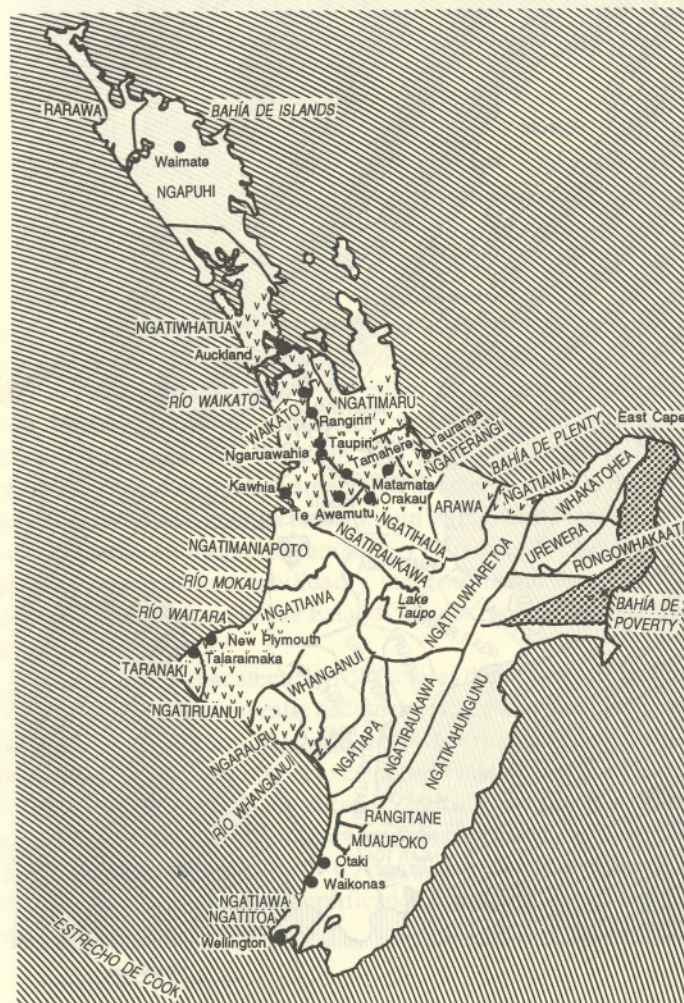 RARAWA
BAHÍA DE ISLANDS
Waimate
NGAPUHI
NGATIWHATUA
Auckland
RÍO WAIKATO
WAIKATO
NGATIMARU
Rangiriri
Taupiri
Tamahere
Tauranga
NGAITERANGI
BAHÍA DE PLENTY
East Cape
Ngaruawahia
Matamata
NGATIAWA
WHAKATOHEA
Kawhia
Orakau
ARAWA
Te Awamutu
NGATIHAUA
UREWERA
NGATIMANIAPOTO
NGATIRAUKAWA
RONGOWHAKAATA
RÍO MOKAU
Lake
Taupo
NGATITUWHARETOA
BAHÍA DE
POVERTY
RÍO WAITARA
NGATIAWA
New Plymouth
Talaraimaka
TARANAKI
WHANGANUI
NGATIRUANUI
NGARAURU
NGATIAPA
NGATIRAUKAWA
NGATIKAHUNGUNU
RÍO WHANGANUI
RANGITANE
MUAUPOKO
Otaki
Waikonas
NGATIAWA Y
NGATITOA
Wellington
ESTRECHO DE COOK